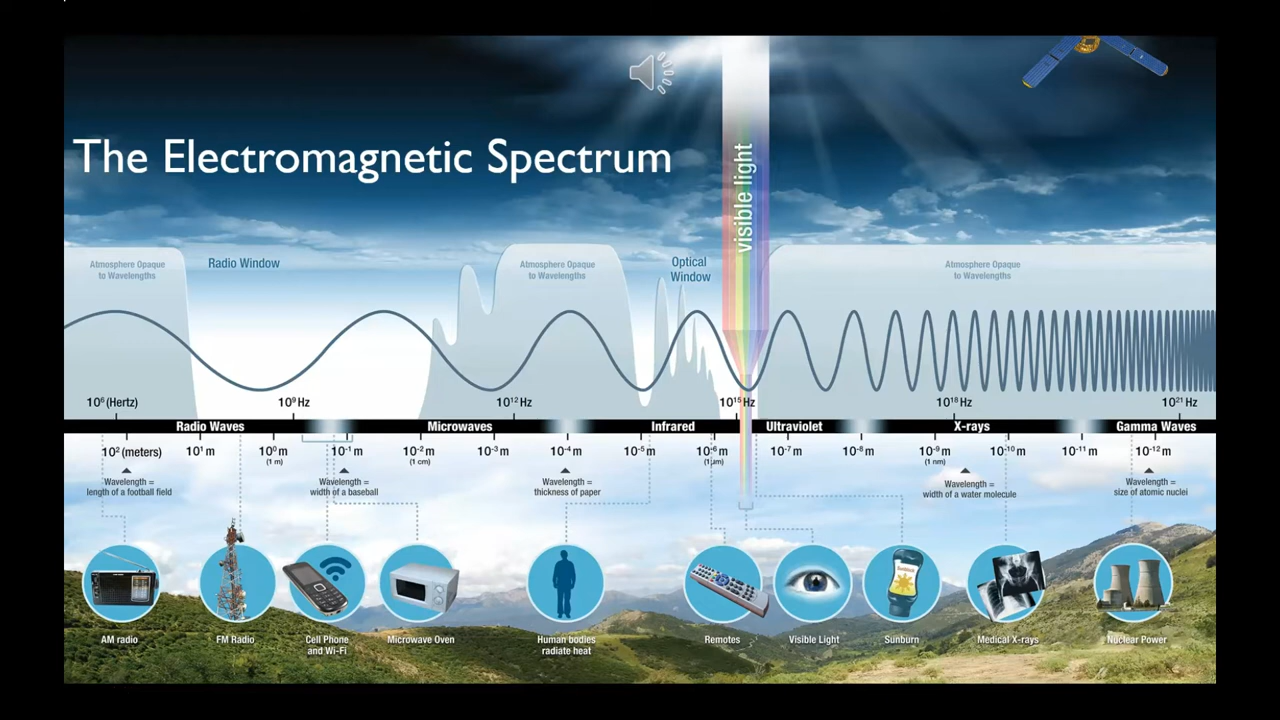 The Electromagnetic Spectrum
visible light
Atmosphere Opaque
to Wavelengths
Radio Window
Atmosphere Opaque
to Wavelengths
Optical
Window
Atmosphere Opaque
to Wavelengths
10⁶ (Hertz)
10⁹ Hz
10¹² Hz
10¹⁵ Hz
10¹⁸ Hz
10²¹ Hz
Radio Waves
Microwaves
Infrared
Ultraviolet
X-rays
Gamma Waves
10² (meters)
10¹ m
10⁰ m
(1 m)
10⁻¹ m
10⁻² m
(1 cm)
10⁻³ m
10⁻⁴ m
10⁻⁵ m
10⁻⁶ m
(1μm)
10⁻⁷ m
10⁻⁸ m
10⁻⁹ m
(1 nm)
10⁻¹⁰ m
10⁻¹¹ m
10⁻¹² m
Wavelength =
length of a football field
Wavelength =
width of a baseball
Wavelength =
thickness of paper
Wavelength =
width of a water molecule
Wavelength =
size of atomic nuclei
AM radio
FM Radio
Cell Phone
and Wi-Fi
Microwave Oven
Human bodies
radiate heat
Remotes
Visible Light
Sunburn
Medical X-rays
Nuclear Power